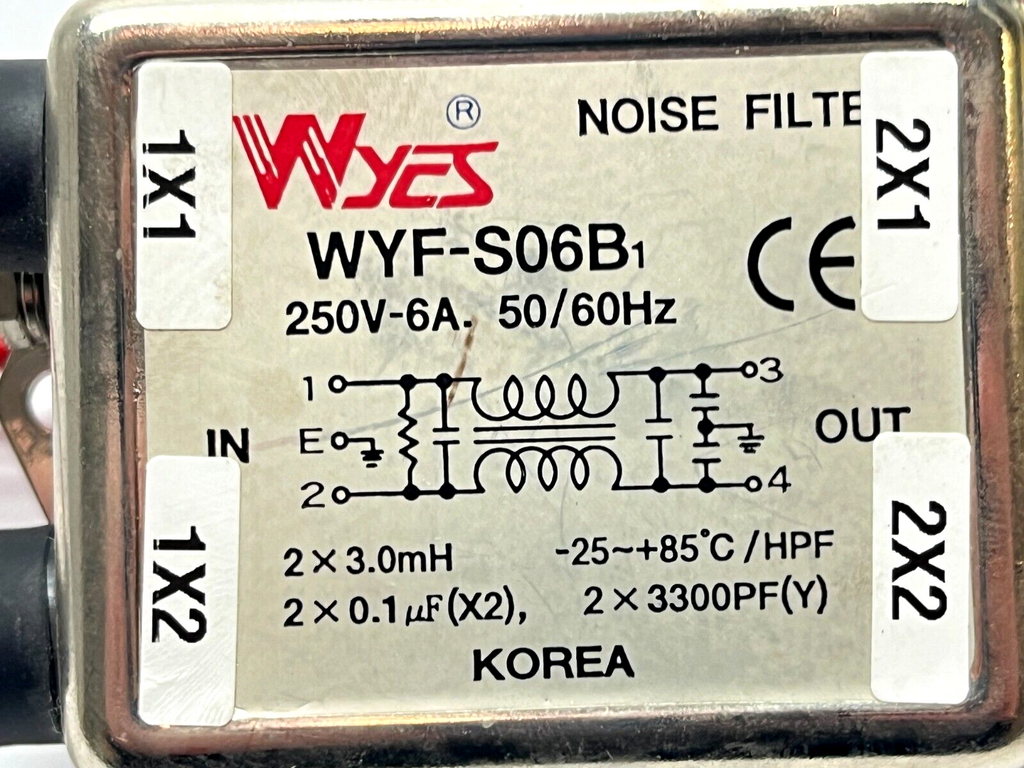 WYES ®
NOISE FILTE
WYF-S06B1
250V-6A. 50/60Hz
1 3
IN E OUT
2 4
2×3.0mH -25~+85°C/HPF
2×0.1μF(X2), 2×3300PF(Y)
KOREA
CE
1X1
2X1
1X2
2X2